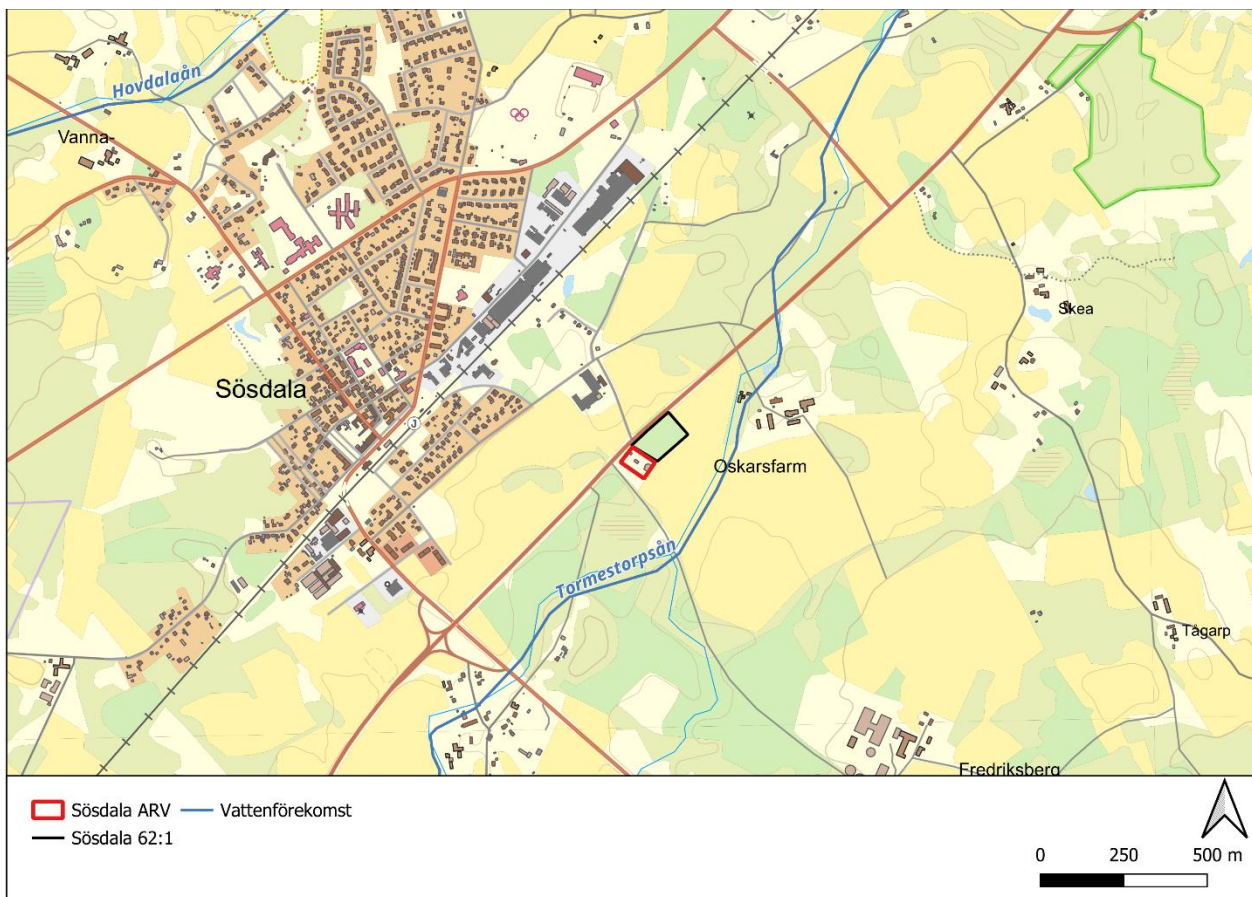 Hovdalaån
Vanna-
Skea
Sösdala
J
Oskarsfarm
Tormestorpsån
Tågarp
Fredriksberg
Sösdala ARV Vattenförekomst
Sösdala 62:1
0 250 500 m